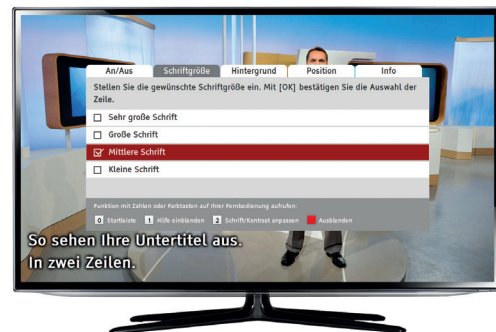 An/Aus Schriftgröße Hintergrund Position Info
Stellen Sie die gewünschte Schriftgröße ein. Mit [OK] bestätigen Sie die Auswahl der
Zeile.
Sehr große Schrift
Große Schrift
Mittlere Schrift
Kleine Schrift
Funktion mit Zahlen oder Farbtasten auf Ihrer Fernbedienung aufrufen:
0 Startleiste 1 Hilfe einblenden 2 Schrift/Kontrast anpassen Ausblenden
So sehen Ihre Untertitel aus.
In zwei Zeilen.